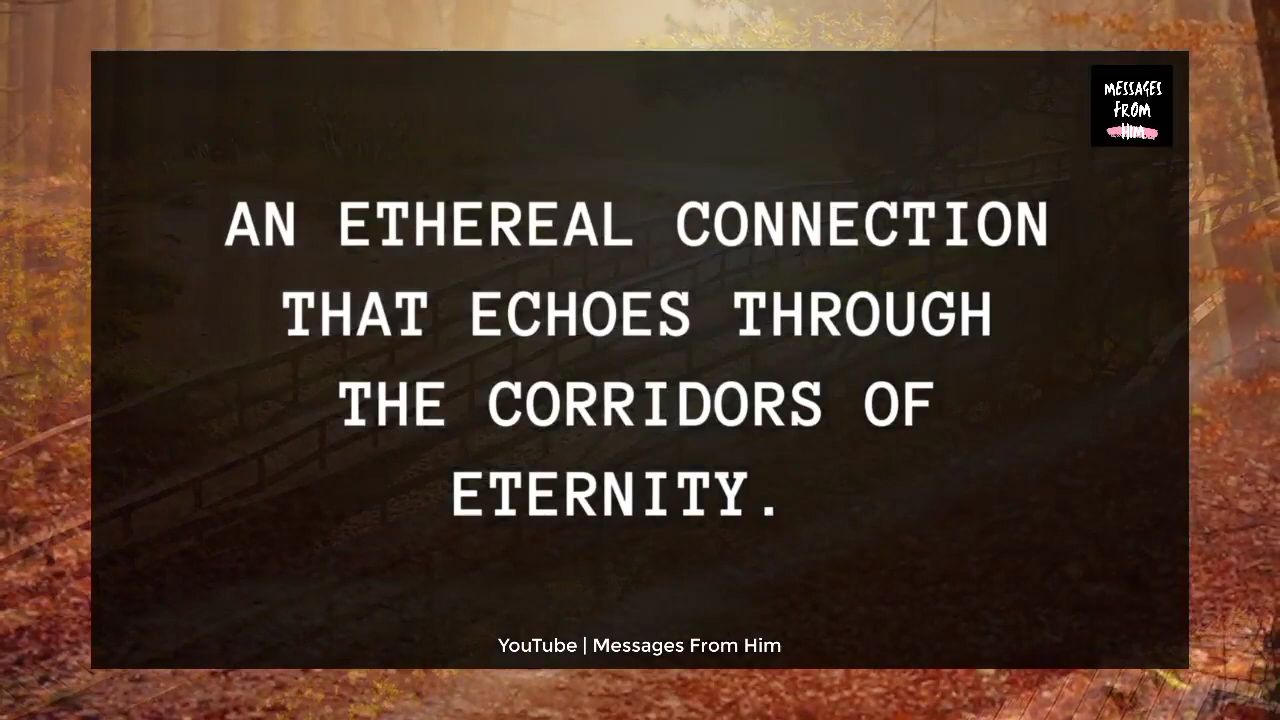 MESSAGES
FROM
HIM
AN ETHEREAL CONNECTION
THAT ECHOES THROUGH
THE CORRIDORS OF
ETERNITY.
YouTube | Messages From Him